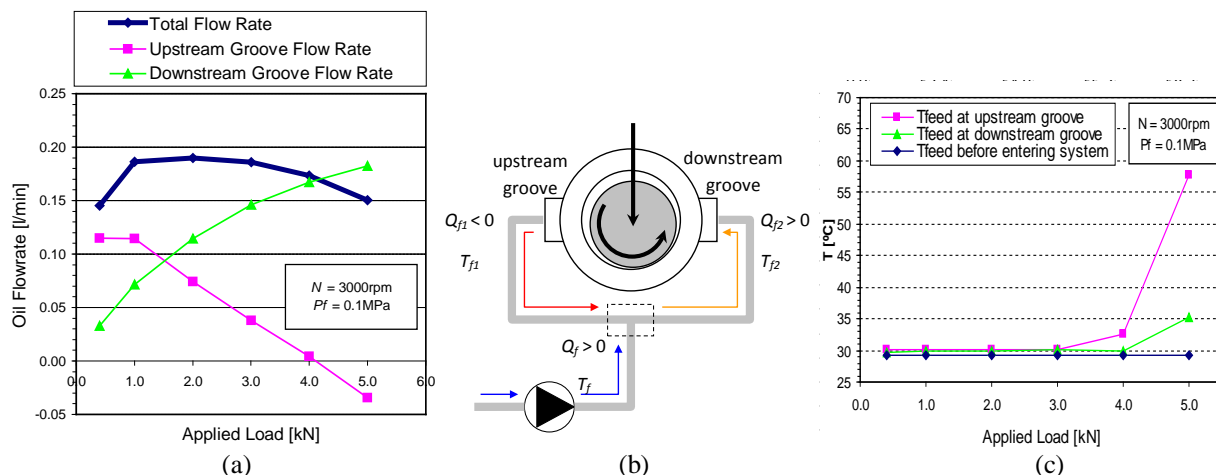 Total Flow Rate
Upstream Groove Flow Rate
Downstream Groove Flow Rate
0.25
0.20
0.15
0.10
0.05
0.00
-0.05
0.0 1.0 2.0 3.0 4.0 5.0 6.0
Oil Flowrate [l/min]
N = 3000rpm
Pf = 0.1MPa
Applied Load [kN]
(a)
upstream
groove
downstream
groove
Qf1 < 0
Qf2 > 0
Tf1
Tf2
Qf > 0
Tf
(b)
70
65
60
55
50
45
40
35
30
25
T [ºC]
Tfeed at upstream groove
Tfeed at downstream groove
Tfeed before entering system
N = 3000rpm
Pf = 0.1MPa
0.0 1.0 2.0 3.0 4.0 5.0
Applied Load [kN]
(c)